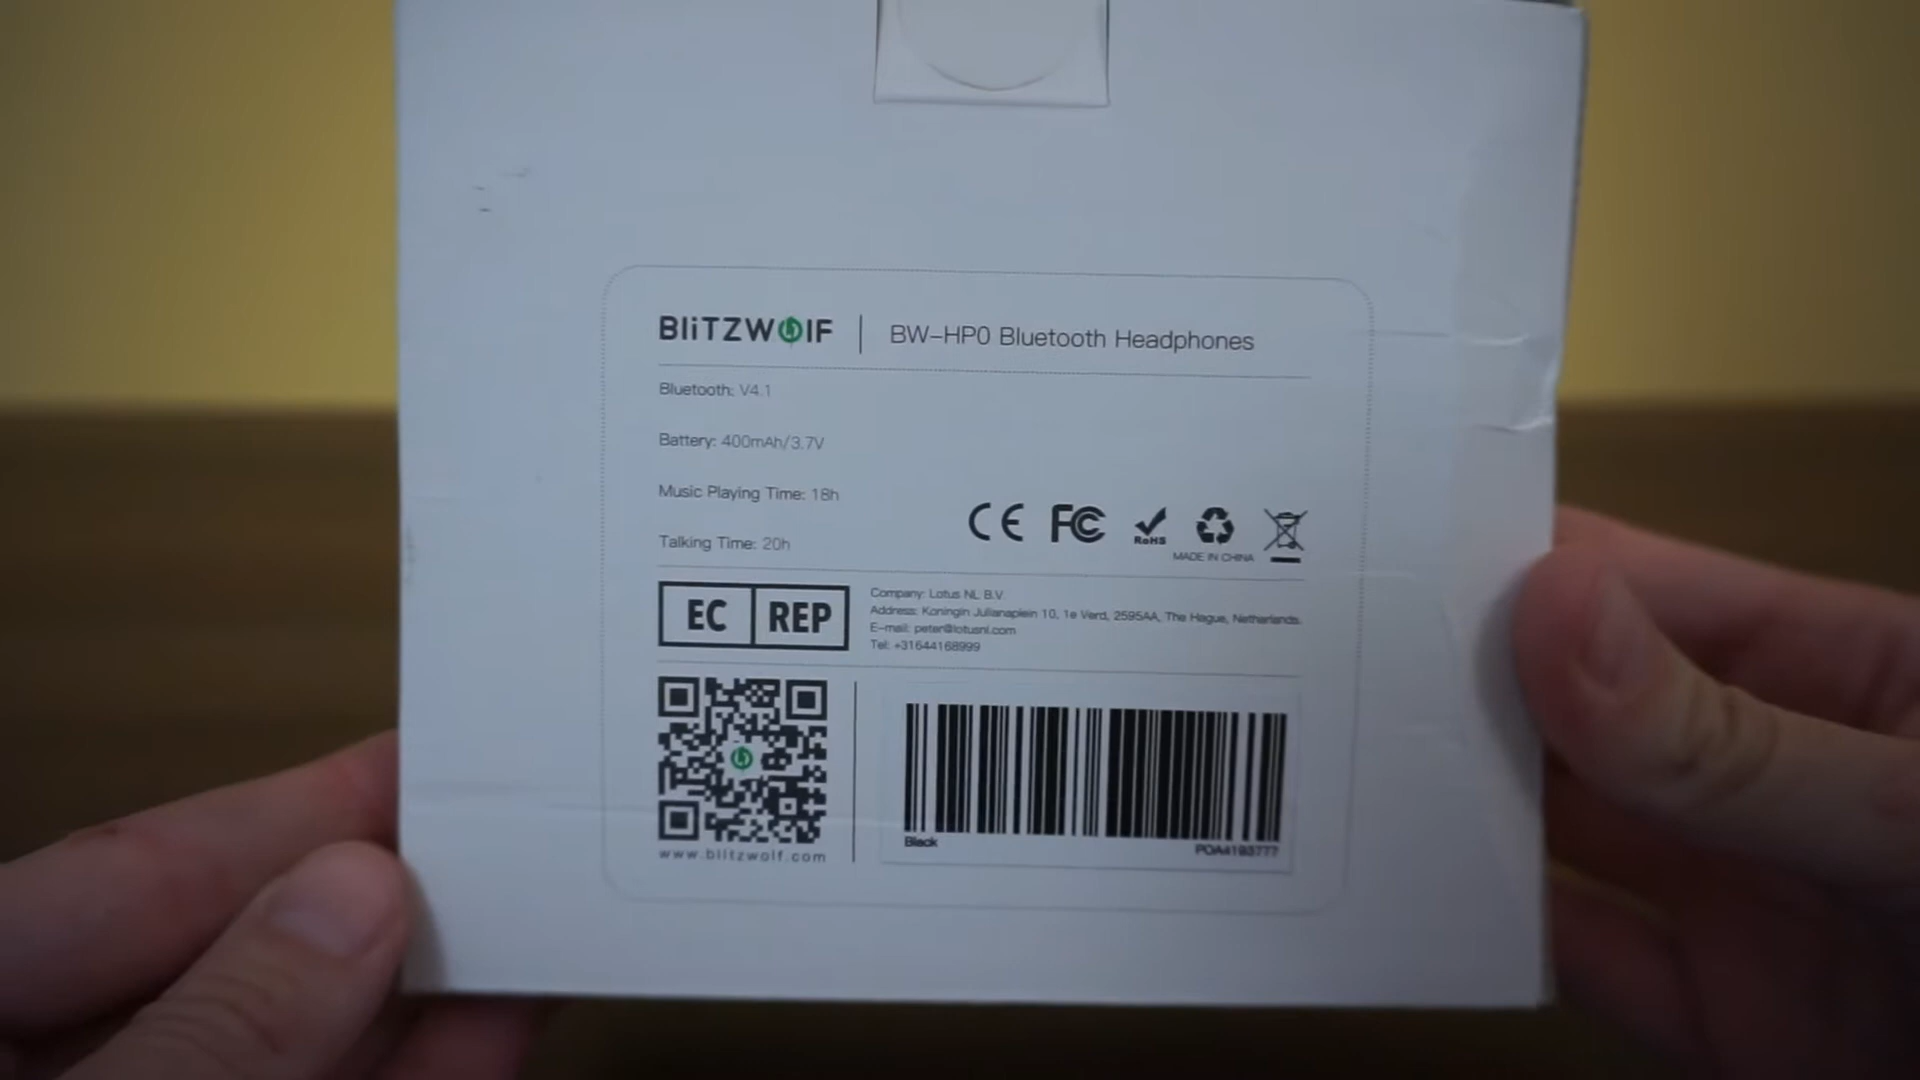 BLiTZWOLF | BW-HP0 Bluetooth Headphones
Bluetooth: V4.1
Battery: 400mAh/3.7V
Music Playing Time: 18h
Talking Time: 20h
CE FC RoHS
MADE IN CHINA
EC REP
Company: Lotus NL B.V.
Address: Koningin Julianaplein 10, 1e Verd, 2595AA, The Hague, Netherlands.
E-mail: peter@lotusnl.com
Tel: +31644168999
www.blitzwolf.com
Black
POA4193777